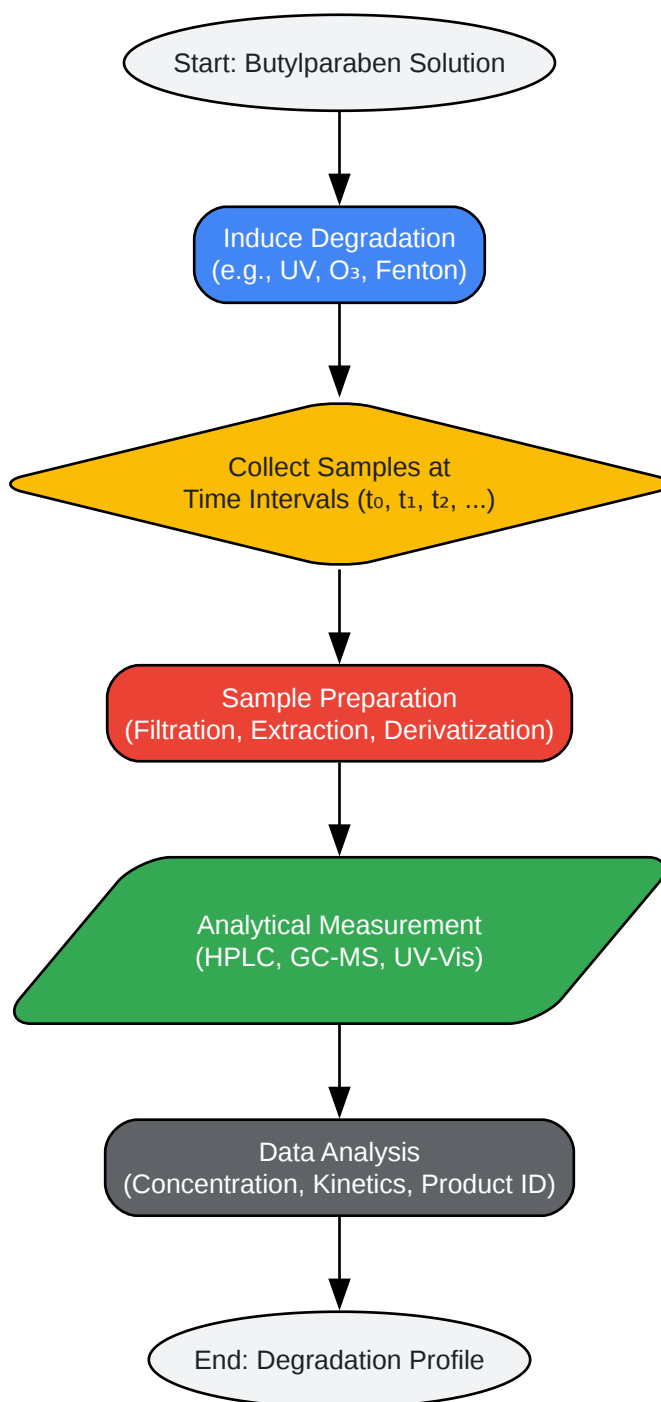 Start: Butylparaben Solution
Induce Degradation
(e.g., UV, O₃, Fenton)
Collect Samples at
Time Intervals (t₀, t₁, t₂, ...)
Sample Preparation
(Filtration, Extraction, Derivatization)
Analytical Measurement
(HPLC, GC-MS, UV-Vis)
Data Analysis
(Concentration, Kinetics, Product ID)
End: Degradation Profile